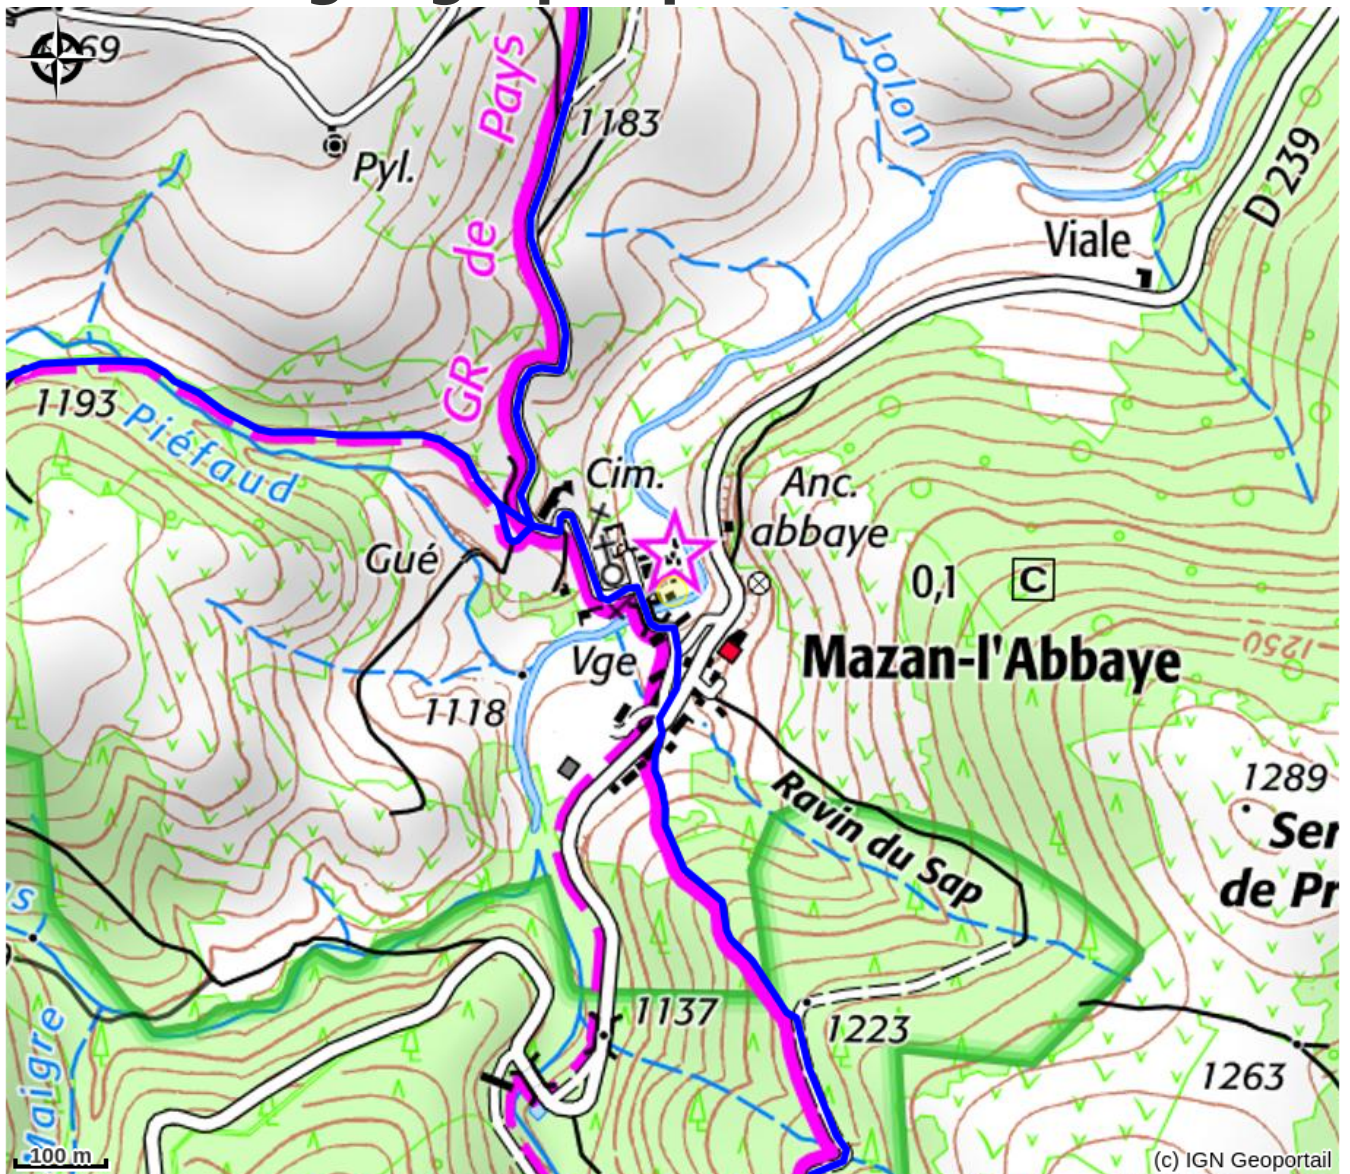 1183
Pyl.
GR de Pays
Jolon
D 239
Viale
1193
Piéfaud
Cim.
Anc.
abbaye
Gué
0,1
C
Mazan-l'Abbaye
1250
Vge
1118
Ravin du Sap
1289
Ser
de Pr
1137
1223
1263
Maigre
100 m
(c) IGN Geoportail